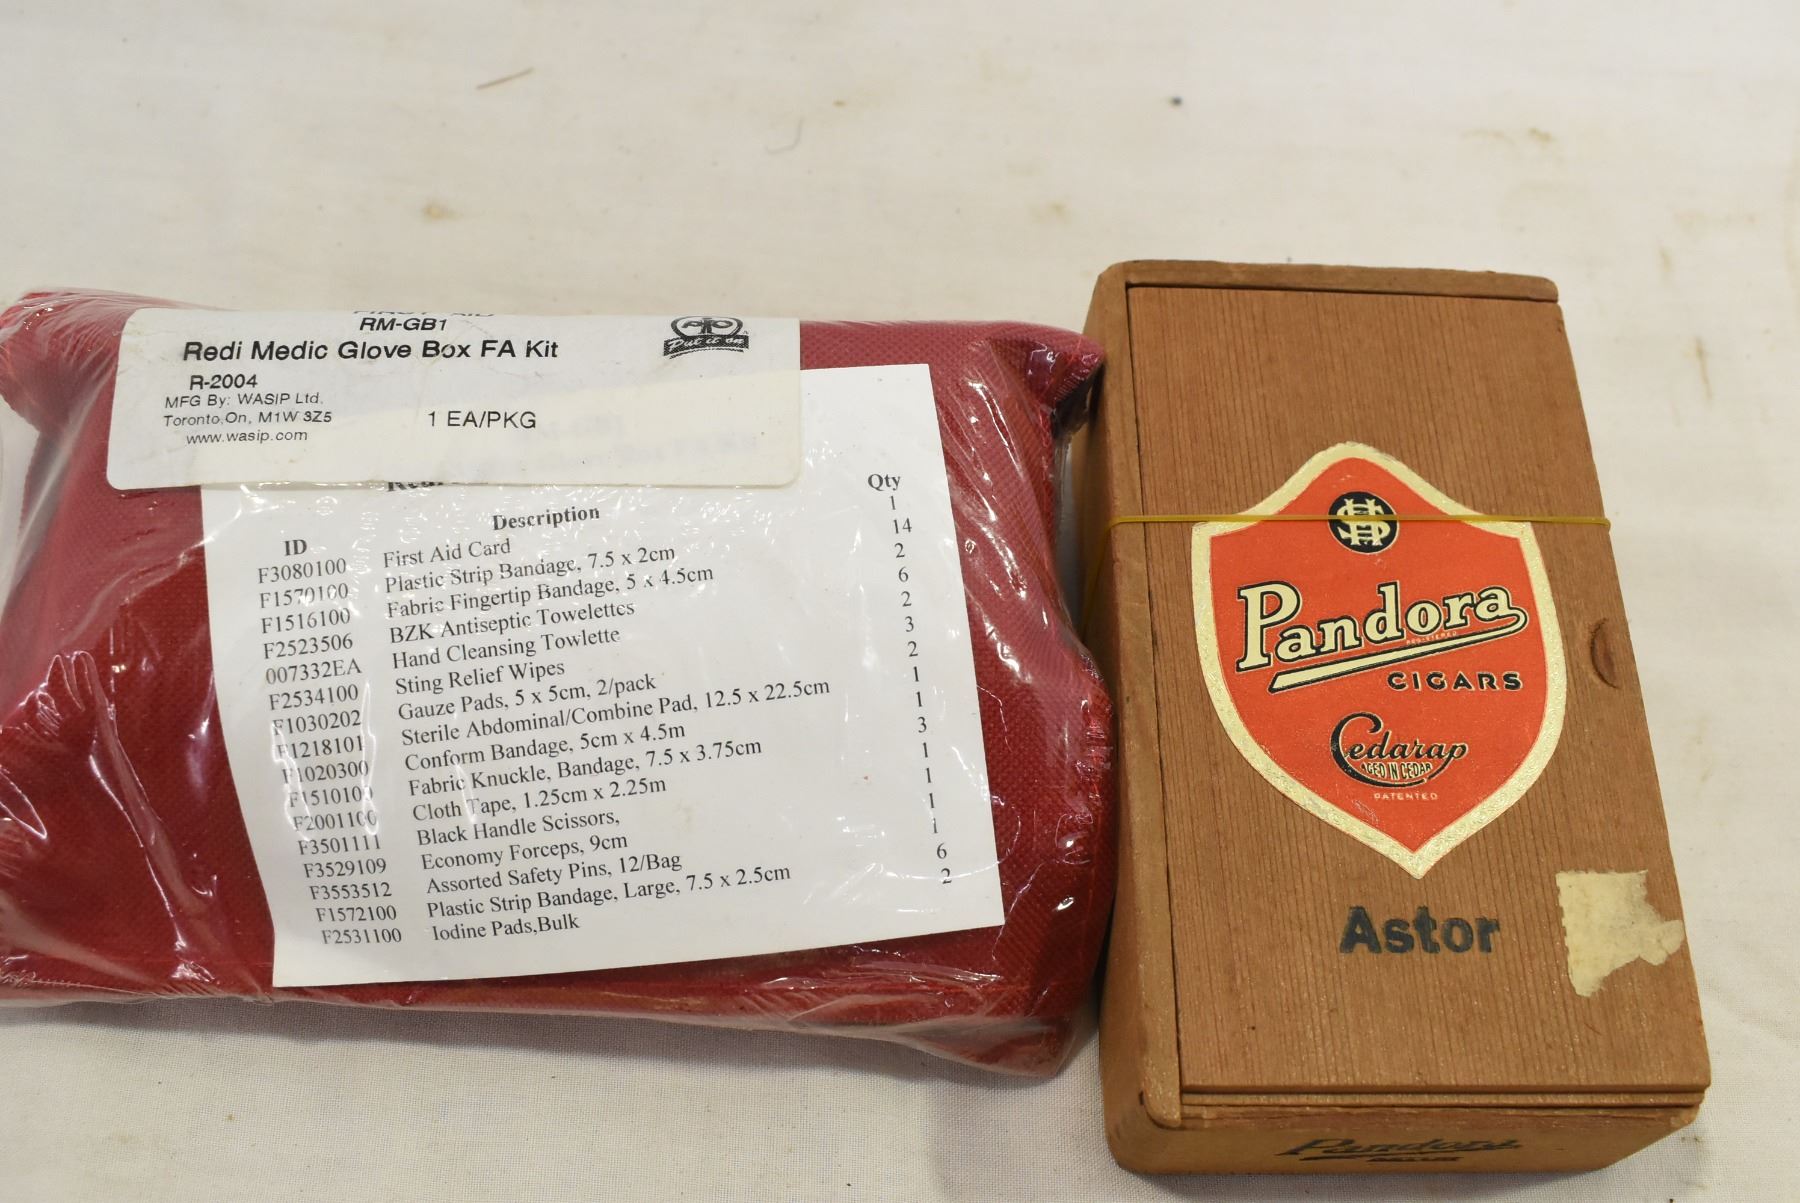 RM-GB1
Redi Medic Glove Box FA Kit
Put it on
R-2004
MFG By: WASIP Ltd.
Toronto,On, M1W 3Z5
www.wasip.com
1 EA/PKG
ID Description Qty
F3080100 First Aid Card 1
F1570100 Plastic Strip Bandage, 7.5 x 2cm 14
F1516100 Fabric Fingertip Bandage, 5 x 4.5cm 2
F2523506 BZK Antiseptic Towelettes 6
007332EA Hand Cleansing Towlette 2
F2534100 Sting Relief Wipes 3
F1030202 Gauze Pads, 5 x 5cm, 2/pack 2
F1218101 Sterile Abdominal/Combine Pad, 12.5 x 22.5cm 1
F1020300 Conform Bandage, 5cm x 4.5m 1
F1510100 Fabric Knuckle, Bandage, 7.5 x 3.75cm 3
F2001100 Cloth Tape, 1.25cm x 2.25m 1
F3501111 Black Handle Scissors, 1
F3529109 Economy Forceps, 9cm 1
F3553512 Assorted Safety Pins, 12/Bag 1
F1572100 Plastic Strip Bandage, Large, 7.5 x 2.5cm 6
F2531100 Iodine Pads,Bulk 2
Pandora
REGISTERED
CIGARS
Cedarap
AGED IN CEDAR
PATENTED
Astor
Pandora